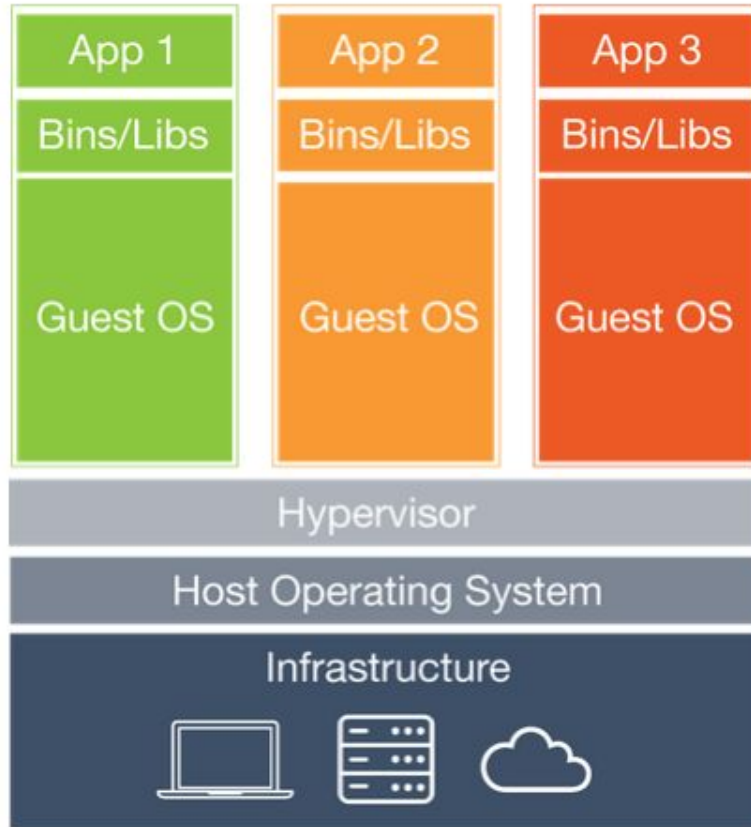 App 1
App 2
App 3
Bins/Libs
Bins/Libs
Bins/Libs
Guest OS
Guest OS
Guest OS
Hypervisor
Host Operating System
Infrastructure